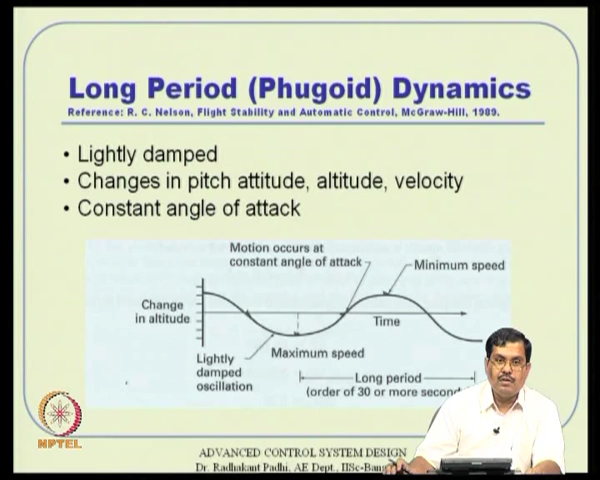 Long Period (Phugoid) Dynamics
Reference: R. C. Nelson, Flight Stability and Automatic Control, McGraw-Hill, 1989.
• Lightly damped
• Changes in pitch attitude, altitude, velocity
• Constant angle of attack
Motion occurs at
constant angle of attack
Minimum speed
Change
in altitude
Time
Lightly
damped
oscillation
Maximum speed
Long period
(order of 30 or more
NPTEL
ADVANCED CONTROL SYSTEM DESIGN
Dr. Radhakant Padhi, AE Dept., IISc-